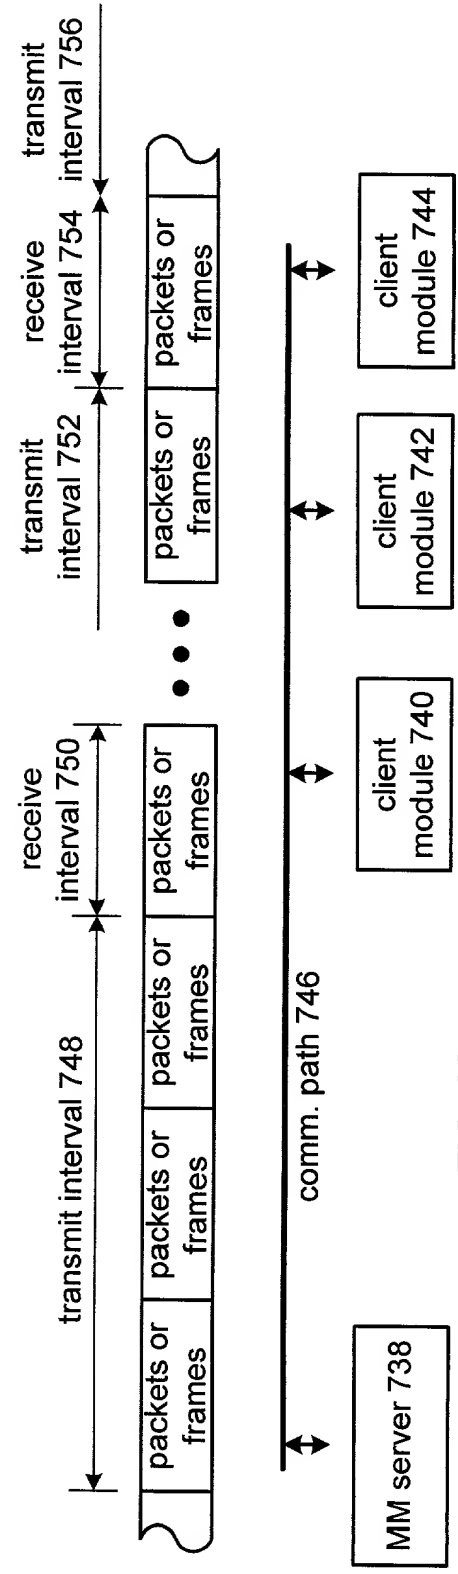 transmit interval 748
receive
interval 750
transmit
interval 752
receive
interval 754
transmit
interval 756
packets or
frames
packets or
frames
packets or
frames
packets or
frames
packets or
frames
packets or
frames
comm. path 746
MM server 738
client
module 740
client
module 742
client
module 744